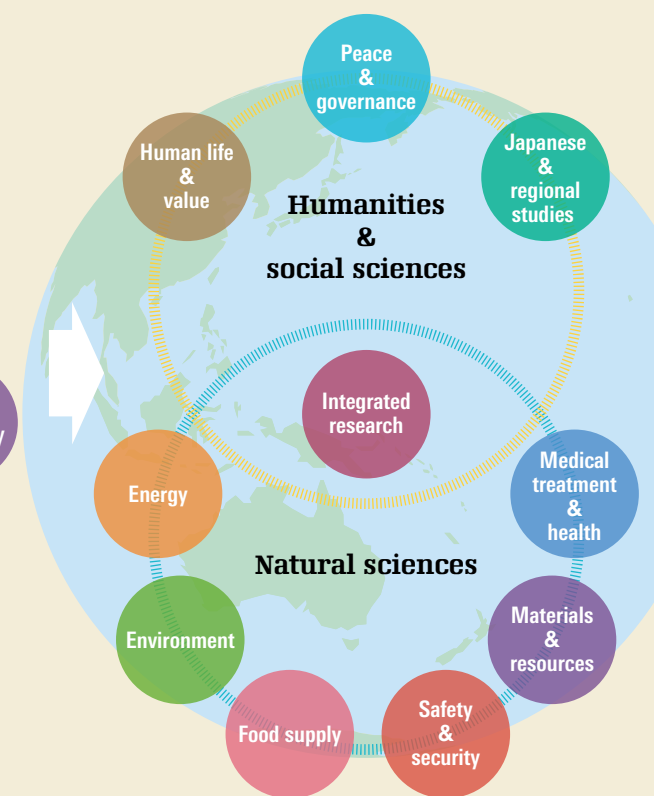 Peace
&
governance
Human life
&
value
Japanese
&
regional
studies
Humanities
&
social sciences
Integrated
research
Energy
Medical
treatment
&
health
Natural sciences
Environment
Materials
&
resources
Food supply
Safety
&
security